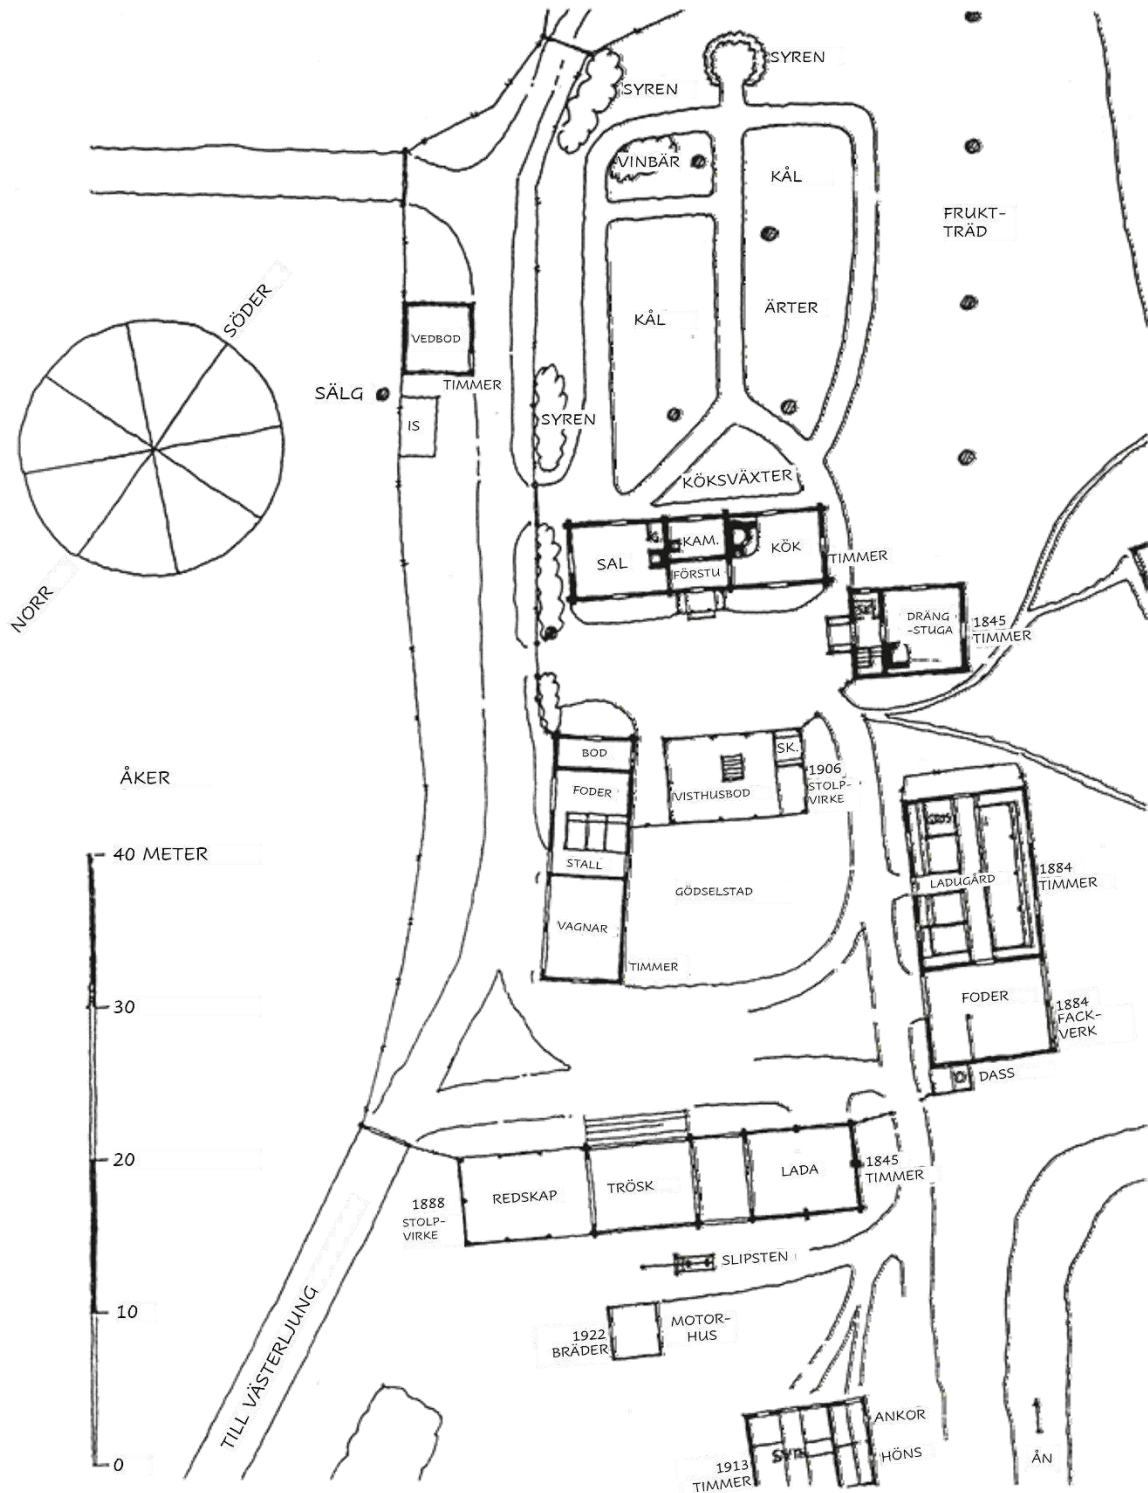 SYREN
SYREN
VINBÄR
KÅL
FRUKT-
TRÄD
SÖDER
ÄRTER
KÅL
VEDBOD
TIMMER
SÄLG
IS
SYREN
KÖKSVÄXTER
NORR
SAL
G.
KAM.
KÖK
FÖRSTU
TIMMER
DRÄNG
-STUGA
1845
TIMMER
BOD
SK.
FODER
VISTHUSBOD
1906
STOLP-
VIRKE
ÅKER
STALL
GÖDSELSTAD
LADUGÅRD
1884
TIMMER
VAGNAR
TIMMER
FODER
1884
FACK-
VERK
DASS
40 METER
30
20
10
0
1888
STOLP-
VIRKE
REDSKAP
TRÖSK
LADA
1845
TIMMER
SLIPSTEN
MOTOR-
HUS
1922
BRÄDER
TILL VÄSTERLJUNG
ANKOR
HÖNS
1913
TIMMER
ÅN